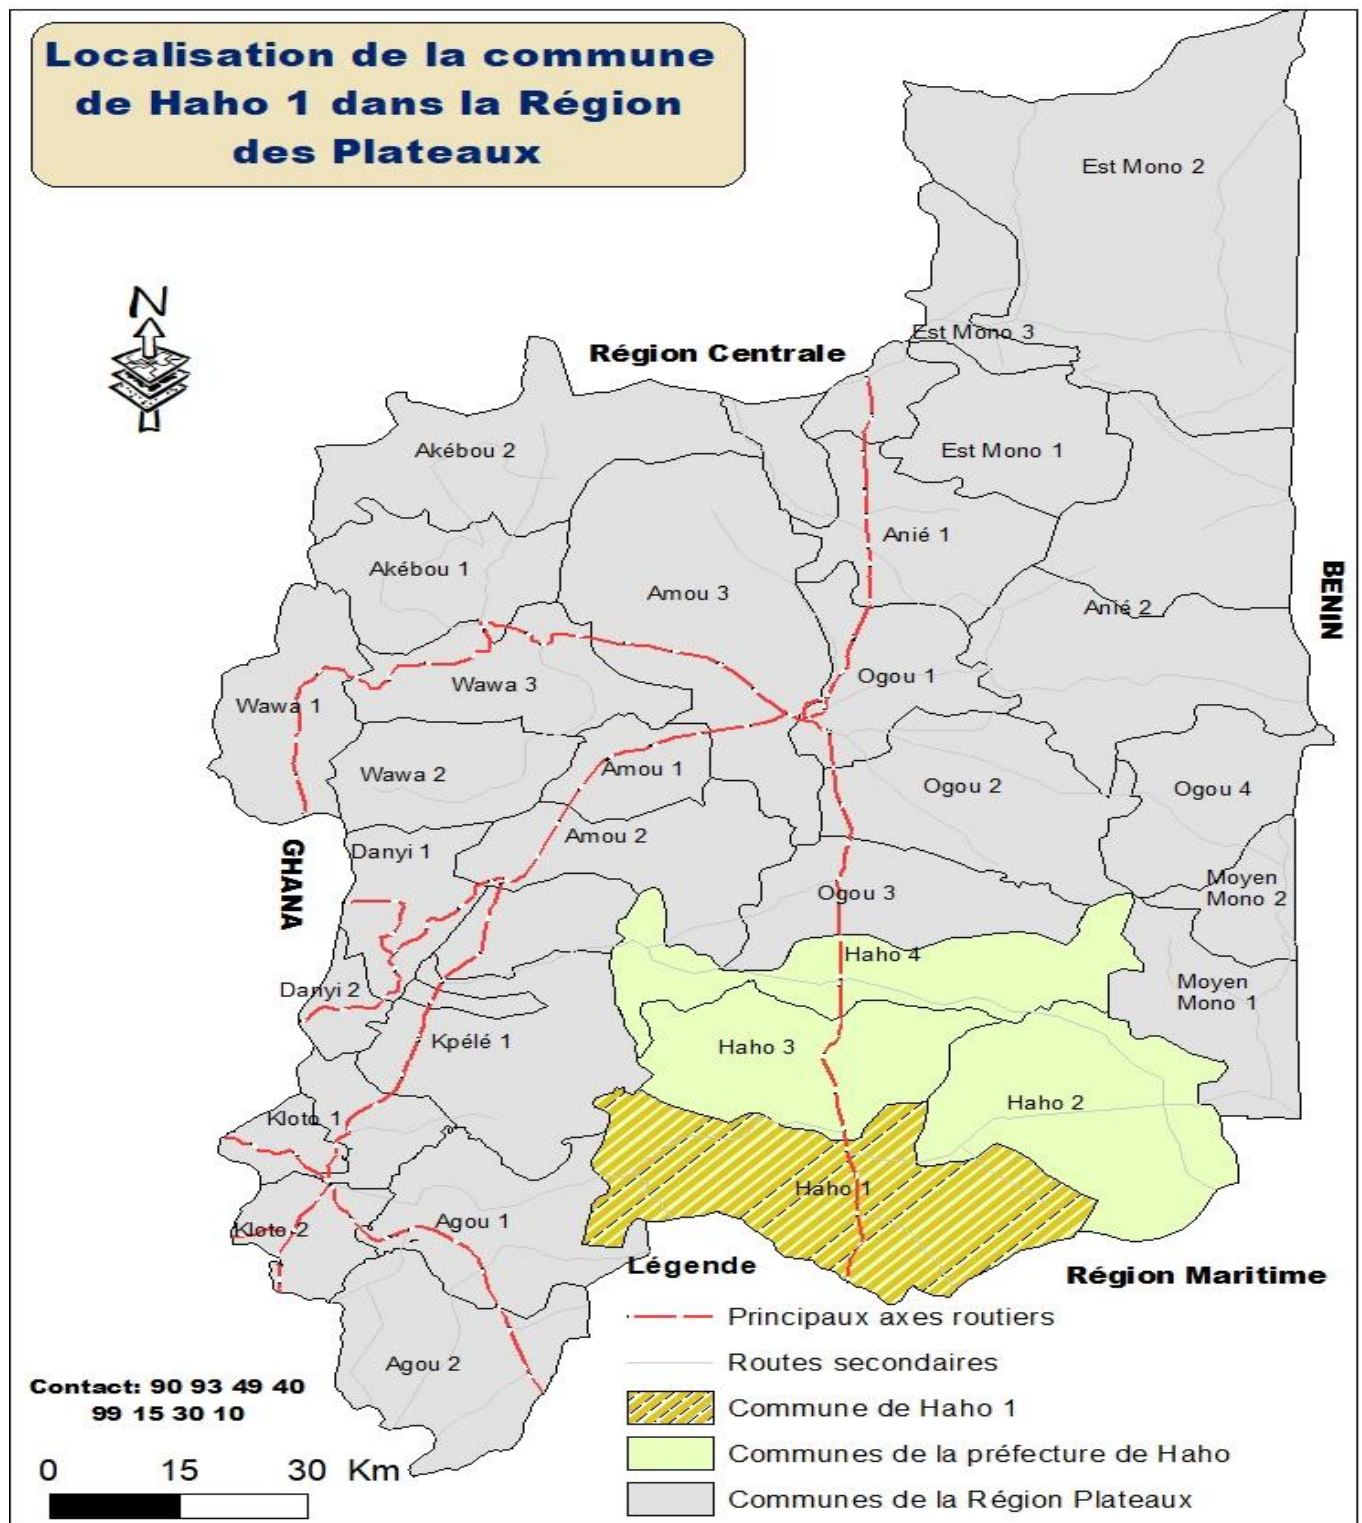 Localisation de la commune
de Haho 1 dans la Région
des Plateaux
N
Est Mono 2
Est Mono 3
Région Centrale
Akébou 2
Est Mono 1
Anié 1
Akébou 1
Amou 3
Anié 2
BENIN
Wawa 3
Ogou 1
Wawa 1
Wawa 2
Amou 1
Ogou 2
Ogou 4
Amou 2
Danyi 1
GHANA
Ogou 3
Moyen
Mono 2
Haho 4
Danyi 2
Moyen
Mono 1
Kpélé 1
Haho 3
Haho 2
Kloto 1
Haho 1
Kloto 2
Agou 1
Région Maritime
Agou 2
Légende
Principaux axes routiers
Routes secondaires
Commune de Haho 1
Communes de la préfecture de Haho
Communes de la Région Plateaux
Contact: 90 93 49 40
99 15 30 10
0 15 30 Km